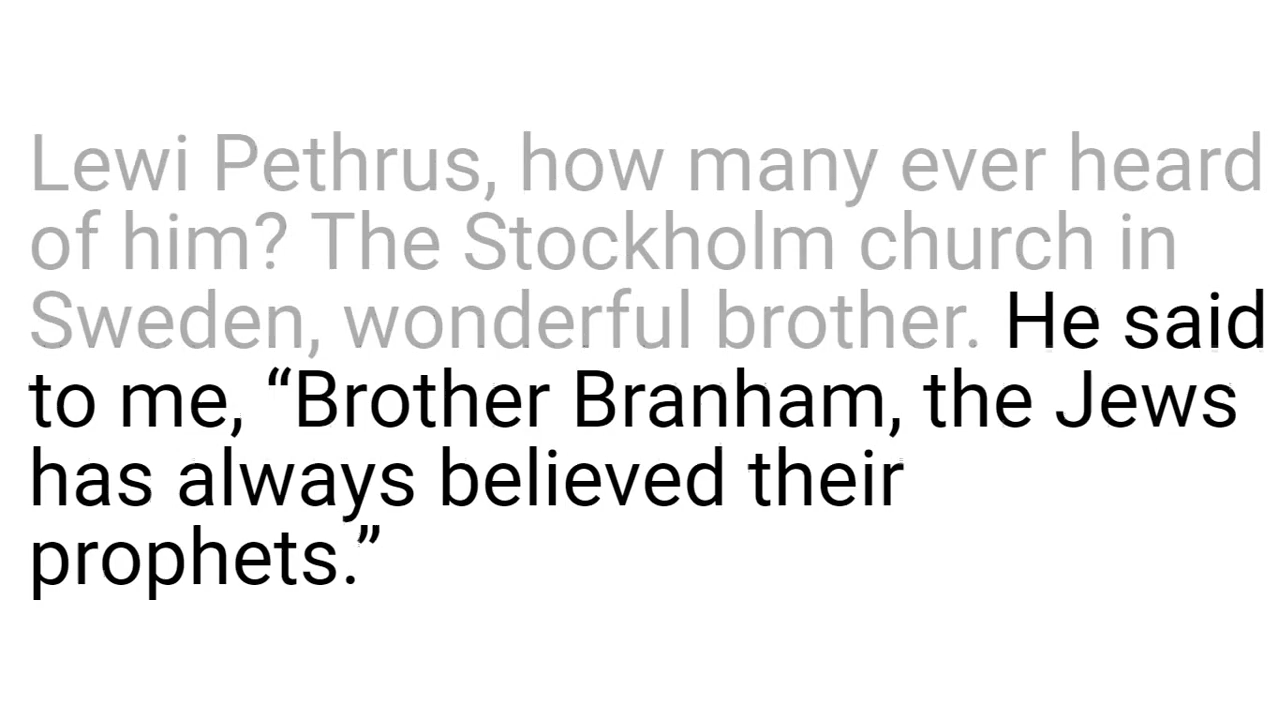 Lewi Pethrus, how many ever heard
of him? The Stockholm church in
Sweden, wonderful brother. He said
to me, “Brother Branham, the Jews
has always believed their
prophets.”